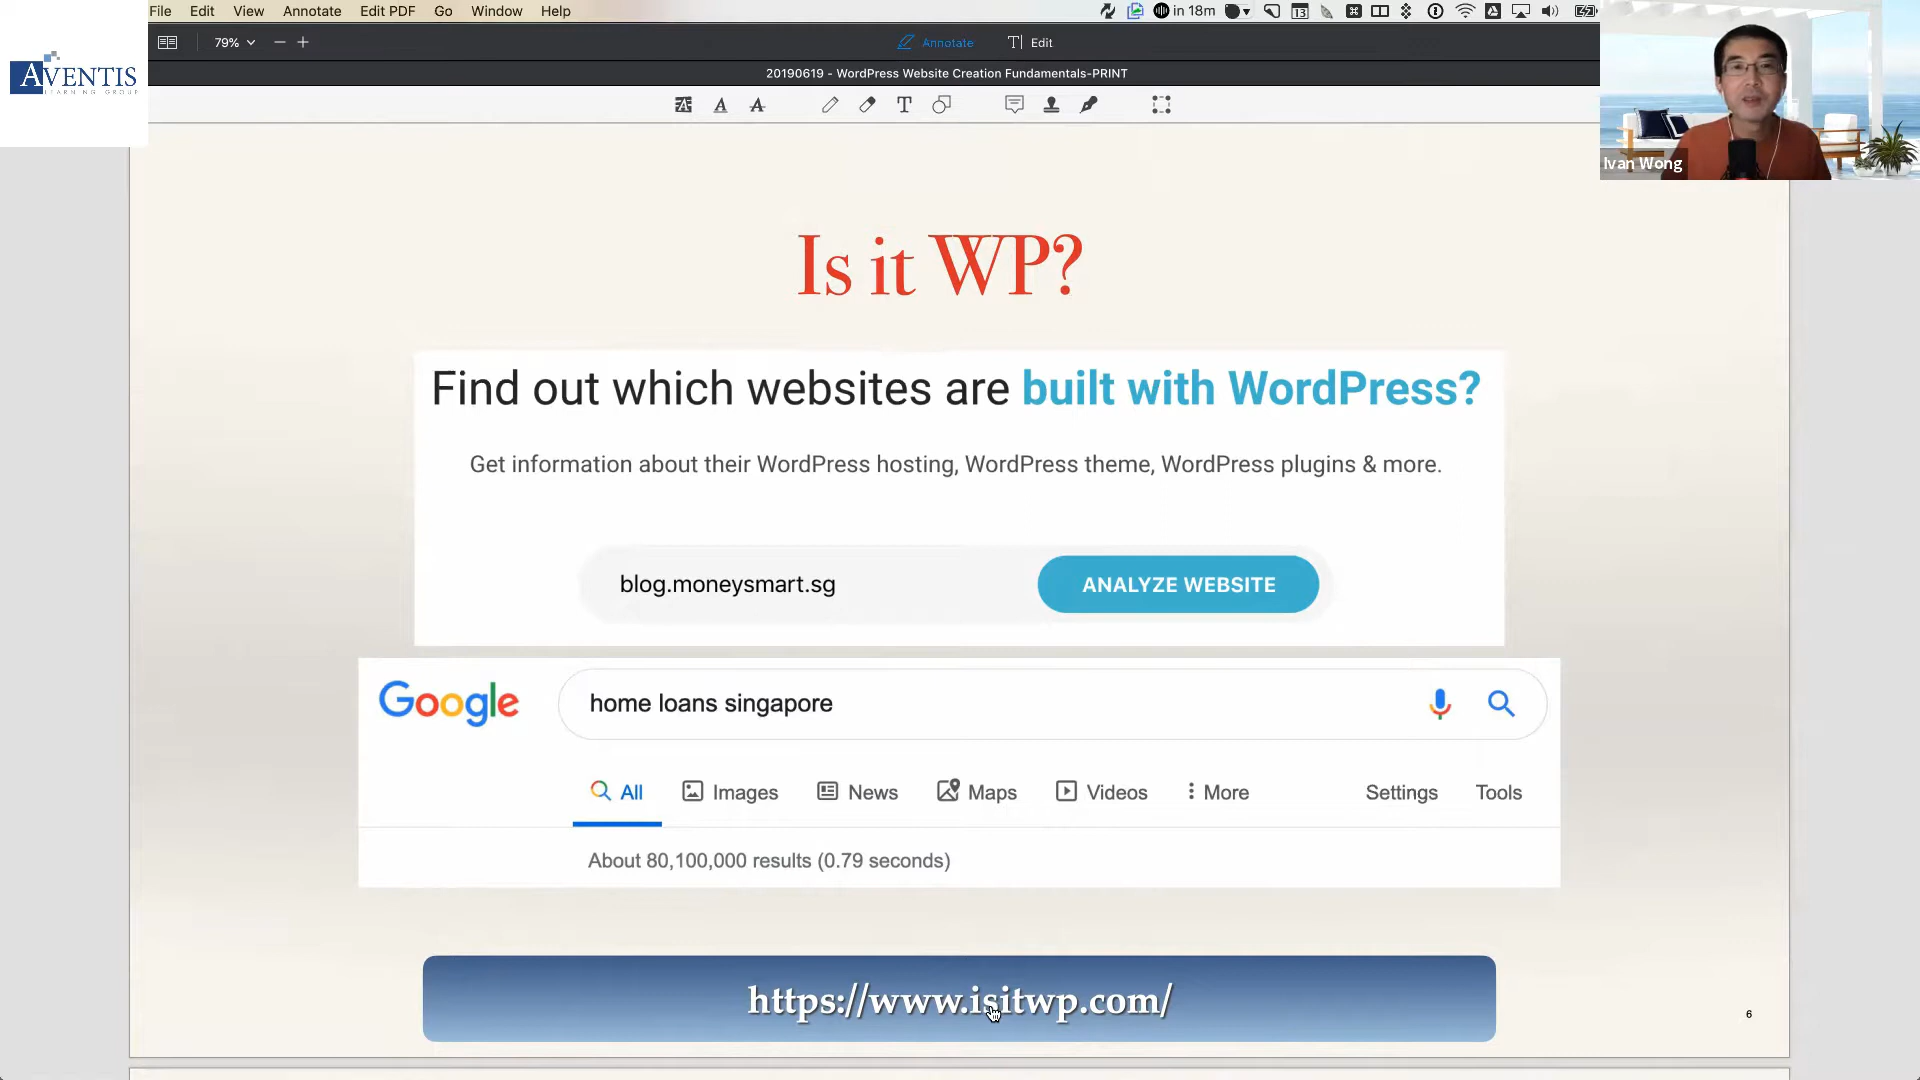 File Edit View Annotate Edit PDF Go Window Help
in 18m
13
79%
Annotate
Edit
AVENTIS
LEARNING GROUP
20190619 - WordPress Website Creation Fundamentals-PRINT
Ivan Wong
Is it WP?
Find out which websites are built with WordPress?
Get information about their WordPress hosting, WordPress theme, WordPress plugins & more.
blog.moneysmart.sg
ANALYZE WEBSITE
Google
home loans singapore
All Images News Maps Videos More Settings Tools
About 80,100,000 results (0.79 seconds)
https://www.isitwp.com/
6